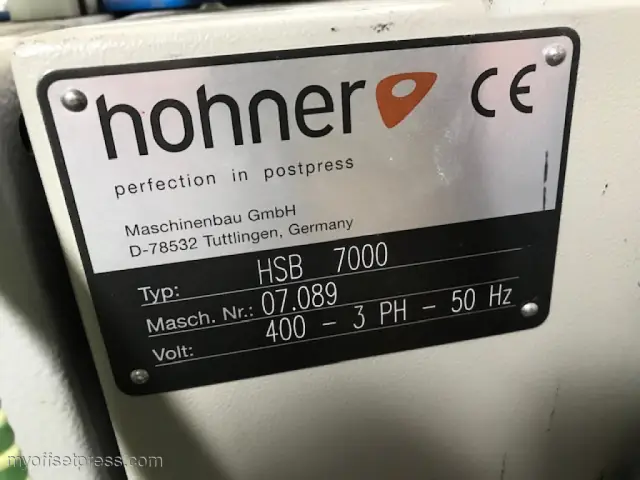 hohner CE
perfection in postpress
Maschinenbau GmbH
D-78532 Tuttlingen, Germany
Typ: HSB 7000
Masch. Nr.: 07.089
Volt: 400 - 3 PH - 50 Hz
myoffsetpress.com